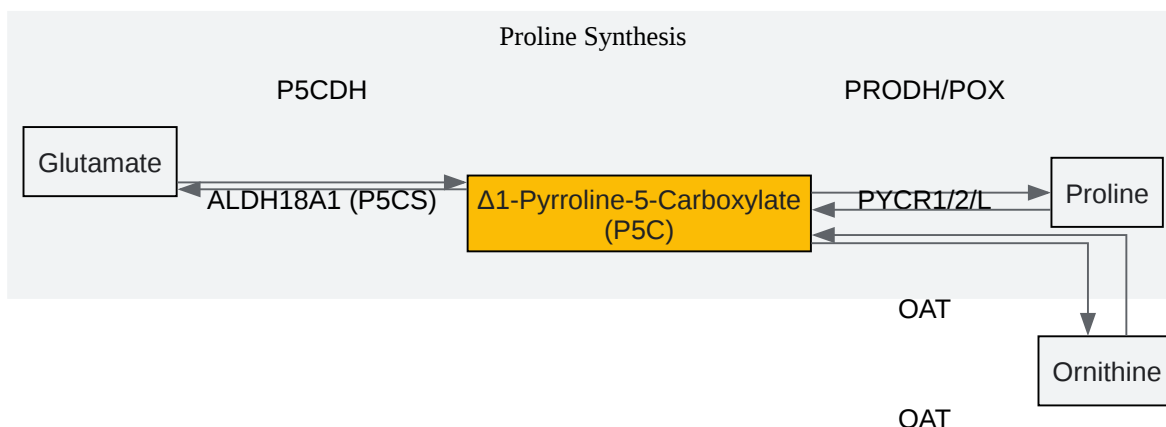 Proline Synthesis
P5CDH
PRODH/POX
Glutamate
ALDH18A1 (P5CS)
Δ1-Pyrroline-5-Carboxylate
(P5C)
PYCR1/2/L
Proline
OAT
Ornithine
OAT